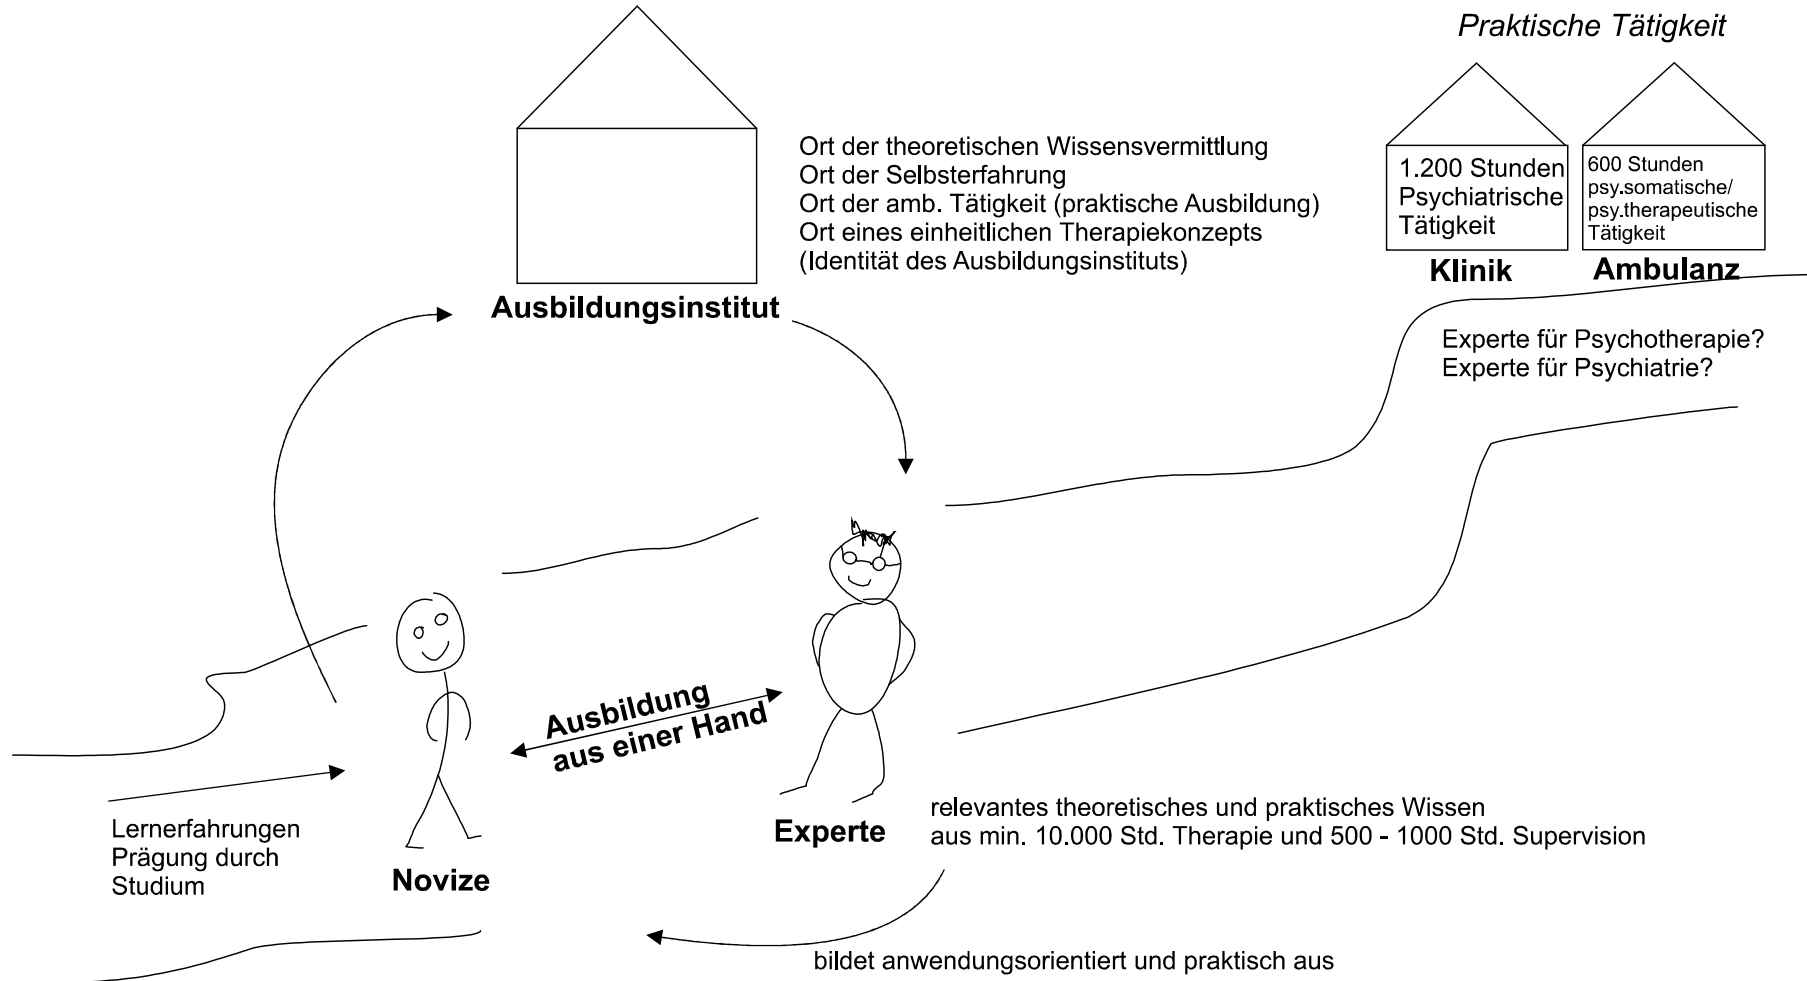 Praktische Tätigkeit
Ort der theoretischen Wissensvermittlung
Ort der Selbsterfahrung
Ort der amb. Tätigkeit (praktische Ausbildung)
Ort eines einheitlichen Therapiekonzepts
(Identität des Ausbildungsinstituts)
Ausbildungsinstitut
1.200 Stunden
Psychiatrische
Tätigkeit
Klinik
600 Stunden
psy.somatische/
psy.therapeutische
Tätigkeit
Ambulanz
Experte für Psychotherapie?
Experte für Psychiatrie?
Ausbildung
aus einer Hand
Lernerfahrungen
Prägung durch
Studium
Novize
Experte
relevantes theoretisches und praktisches Wissen
aus min. 10.000 Std. Therapie und 500 - 1000 Std. Supervision
bildet anwendungsorientiert und praktisch aus